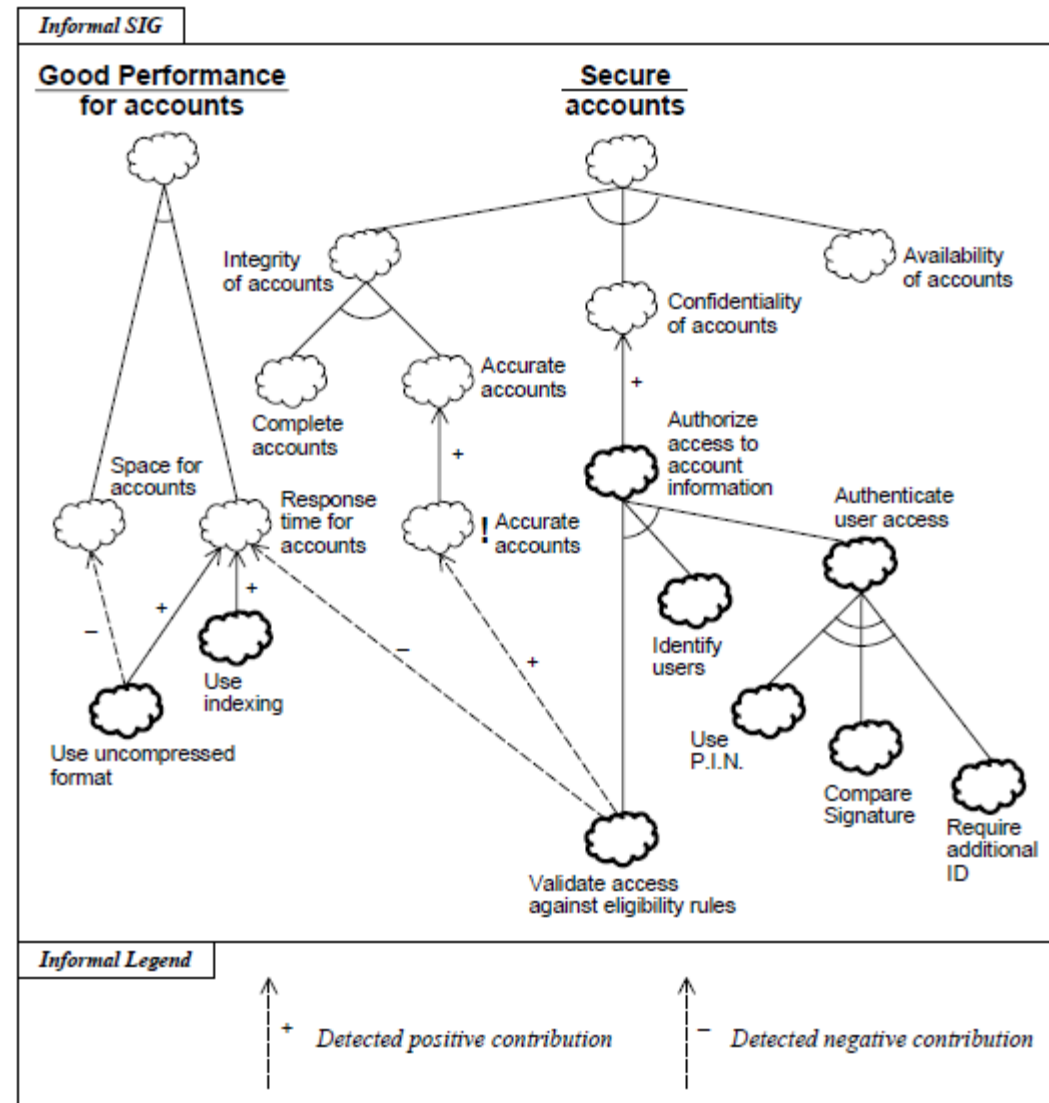 Informal SIG
Good Performance
for accounts
Secure
accounts
Integrity
of accounts
Availability
of accounts
Confidentiality
of accounts
+
Accurate
accounts
Complete
accounts
+
Authorize
access to
account
information
Space for
accounts
Response
time for
accounts
! Accurate
accounts
Authenticate
user access
+
+
–
–
+
Use
indexing
Identify
users
Use uncompressed
format
Use
P.I.N.
Compare
Signature
Require
additional
ID
Validate access
against eligibility rules
Informal Legend
+ Detected positive contribution
– Detected negative contribution